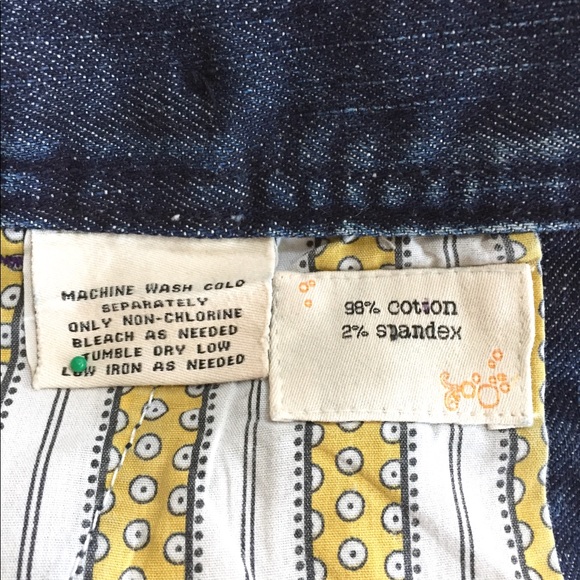 MACHINE WASH COLD
SEPARATELY
ONLY NON-CHLORINE
BLEACH AS NEEDED
TUMBLE DRY LOW
LOW IRON AS NEEDED
98% cotton
2% spandex